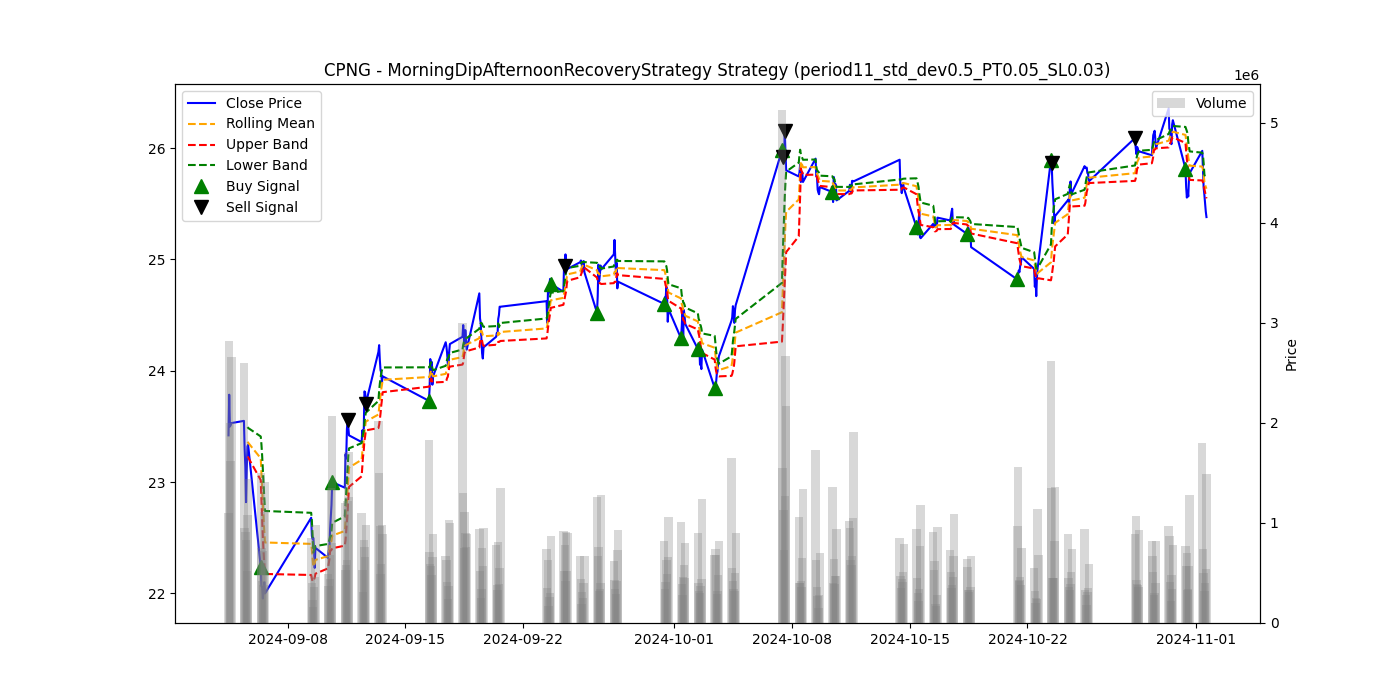 CPNG - MorningDipAfternoonRecoveryStrategy Strategy (period11_std_dev0.5_PT0.05_SL0.03)
1e6
Close Price
Rolling Mean
Upper Band
Lower Band
Buy Signal
Sell Signal
Volume
26
25
24
23
22
5
4
3
2
1
0
Price
2024-09-08
2024-09-15
2024-09-22
2024-10-01
2024-10-08
2024-10-15
2024-10-22
2024-11-01